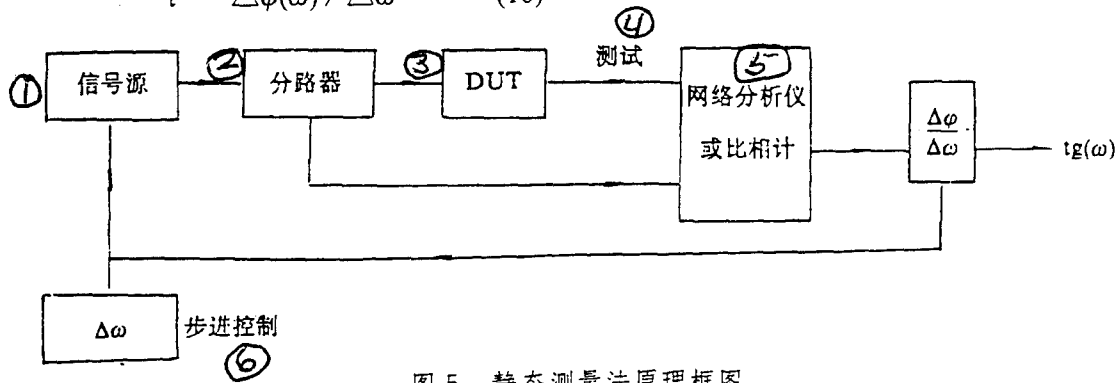 △φ(ω) / △ω
④
测试
① 信号源
② 分路器
③ DUT
⑤
网络分析仪
或比相计
Δφ
Δω
tg(ω)
Δω
步进控制
⑥
图 5 静态测量法原理框图